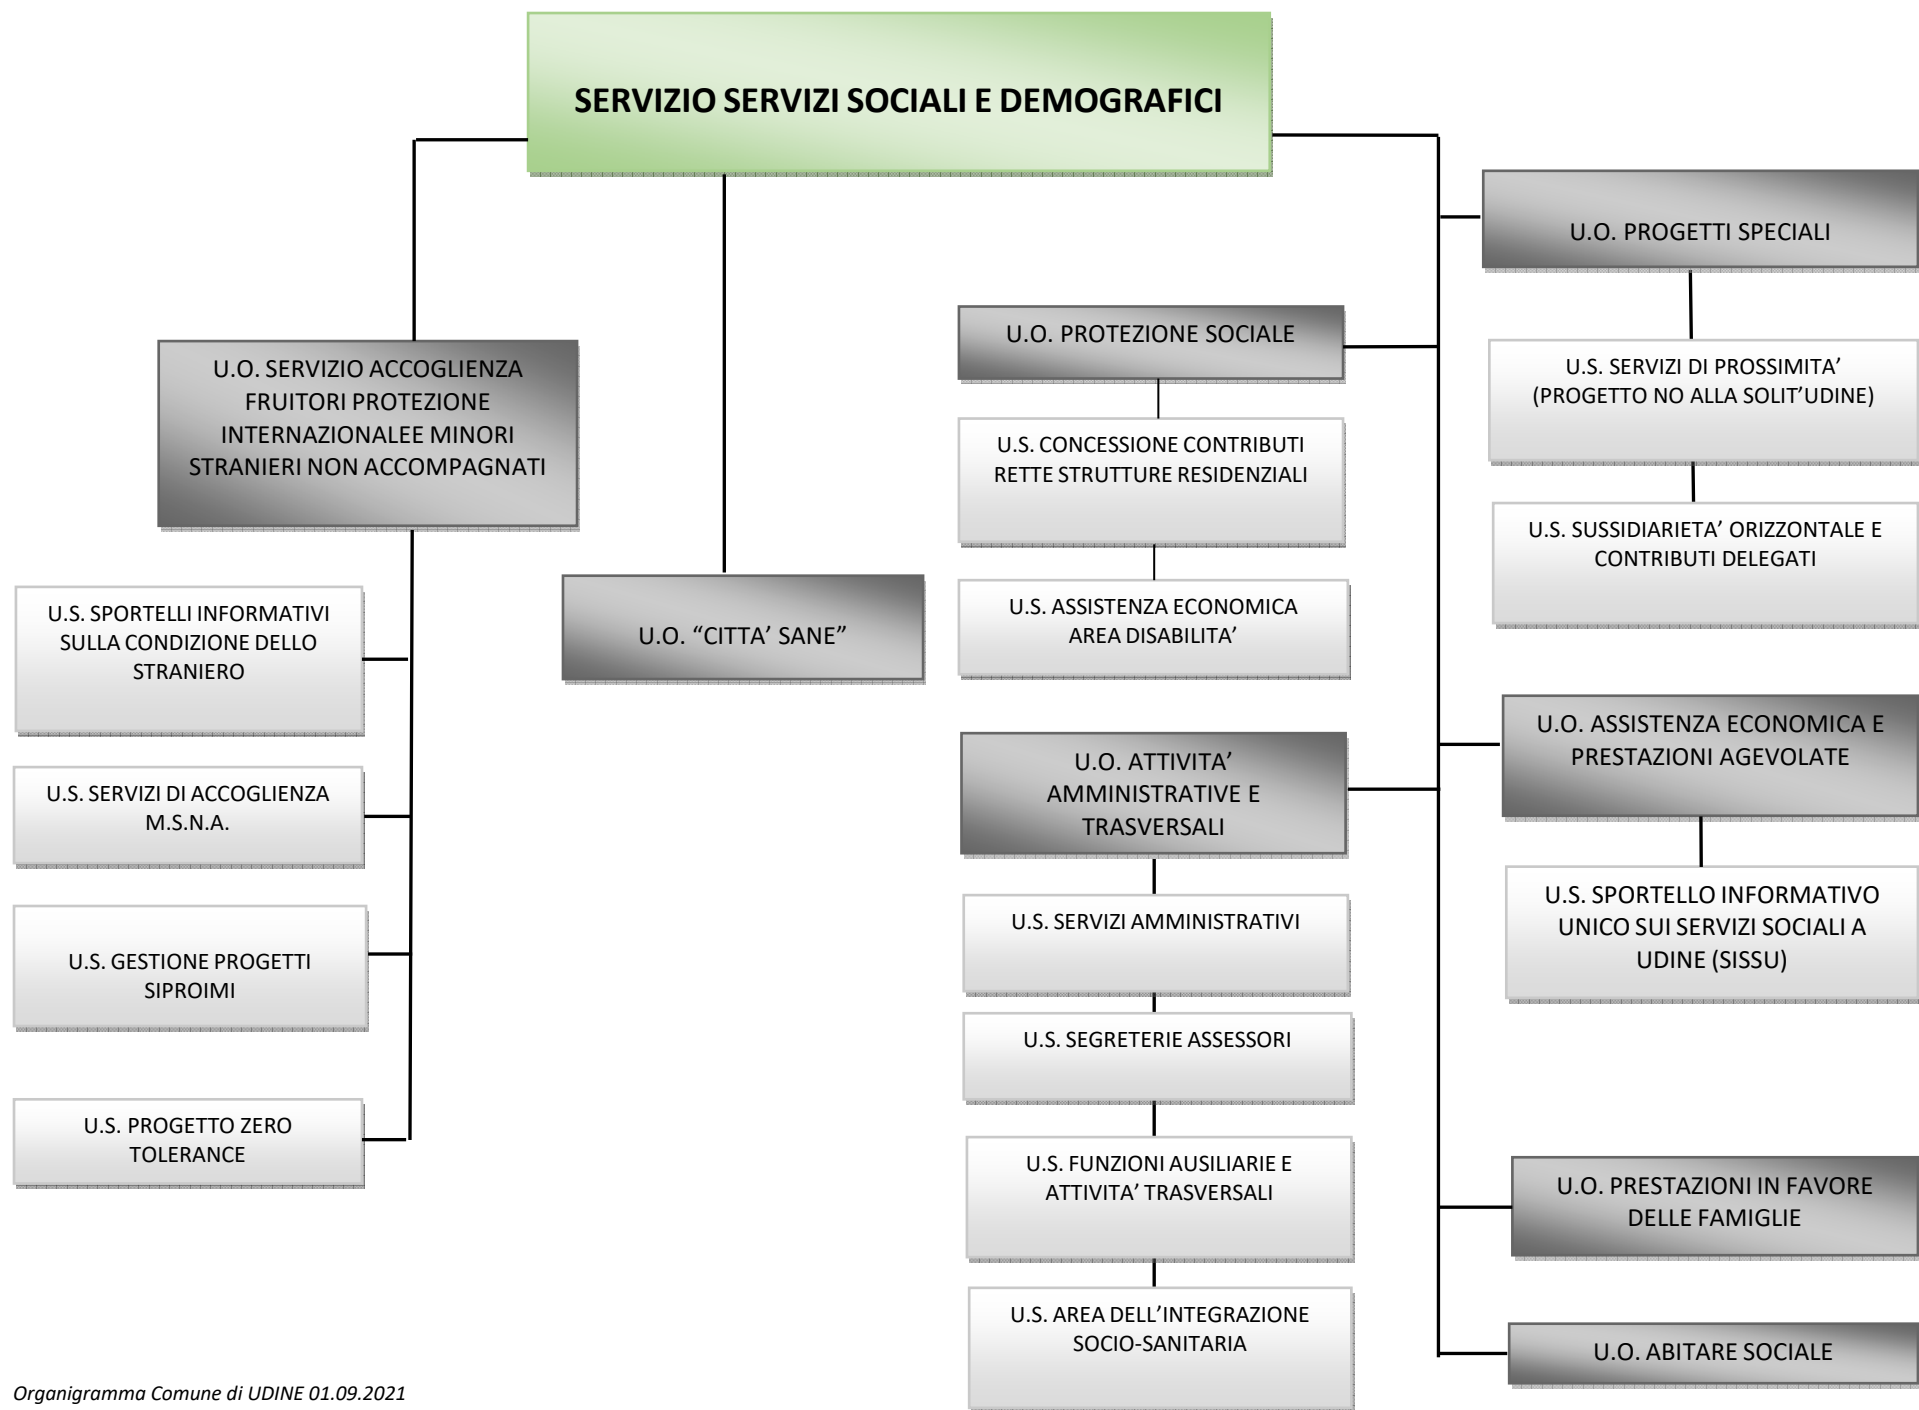 SERVIZIO SERVIZI SOCIALI E DEMOGRAFICI
U.O. SERVIZIO ACCOGLIENZA
FRUITORI PROTEZIONE
INTERNAZIONALEE MINORI
STRANIERI NON ACCOMPAGNATI
U.S. SPORTELLI INFORMATIVI
SULLA CONDIZIONE DELLO
STRANIERO
U.S. SERVIZI DI ACCOGLIENZA
M.S.N.A.
U.S. GESTIONE PROGETTI
SIPROIMI
U.S. PROGETTO ZERO
TOLERANCE
U.O. “CITTA’ SANE”
U.O. PROTEZIONE SOCIALE
U.S. CONCESSIONE CONTRIBUTI
RETTE STRUTTURE RESIDENZIALI
U.S. ASSISTENZA ECONOMICA
AREA DISABILITA’
U.O. ATTIVITA’
AMMINISTRATIVE E
TRASVERSALI
U.S. SERVIZI AMMINISTRATIVI
U.S. SEGRETERIE ASSESSORI
U.S. FUNZIONI AUSILIARIE E
ATTIVITA’ TRASVERSALI
U.S. AREA DELL’INTEGRAZIONE
SOCIO-SANITARIA
U.O. PROGETTI SPECIALI
U.S. SERVIZI DI PROSSIMITA’
(PROGETTO NO ALLA SOLIT’UDINE)
U.S. SUSSIDIARIETA’ ORIZZONTALE E
CONTRIBUTI DELEGATI
U.O. ASSISTENZA ECONOMICA E
PRESTAZIONI AGEVOLATE
U.S. SPORTELLO INFORMATIVO
UNICO SUI SERVIZI SOCIALI A
UDINE (SISSU)
U.O. PRESTAZIONI IN FAVORE
DELLE FAMIGLIE
U.O. ABITARE SOCIALE
Organigramma Comune di UDINE 01.09.2021